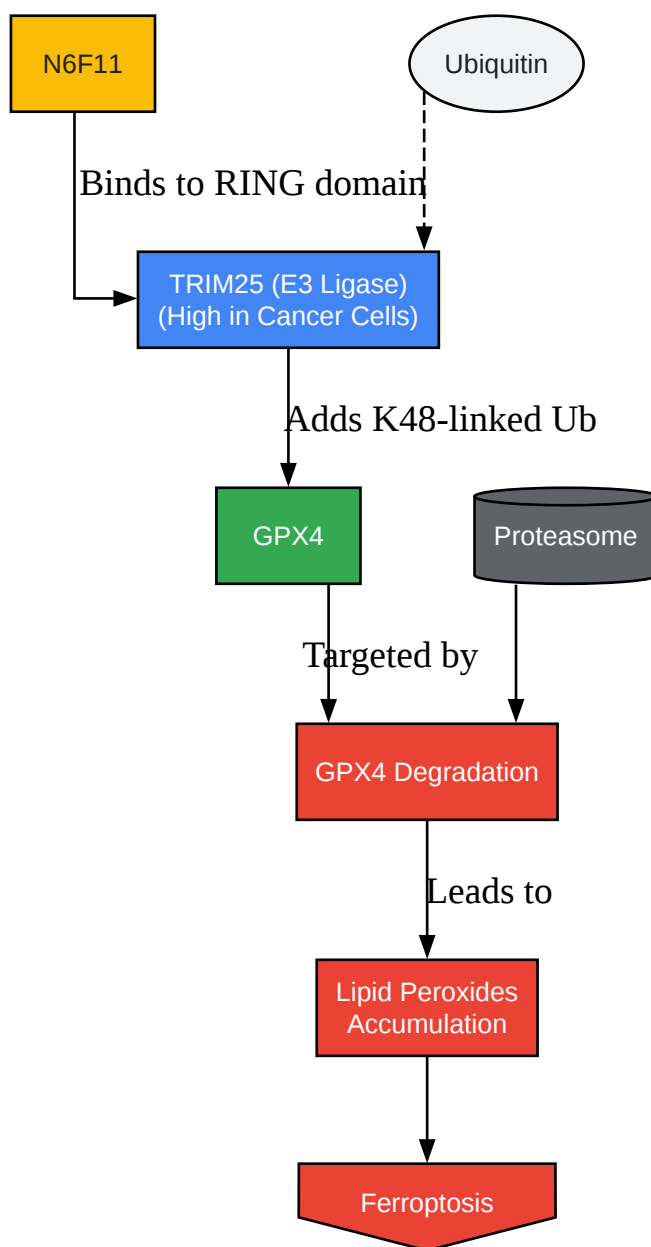 N6F11
Ubiquitin
Binds to RING domain
TRIM25 (E3 Ligase)
(High in Cancer Cells)
Adds K48-linked Ub
GPX4
Proteasome
Targeted by
GPX4 Degradation
Leads to
Lipid Peroxides
Accumulation
Ferroptosis